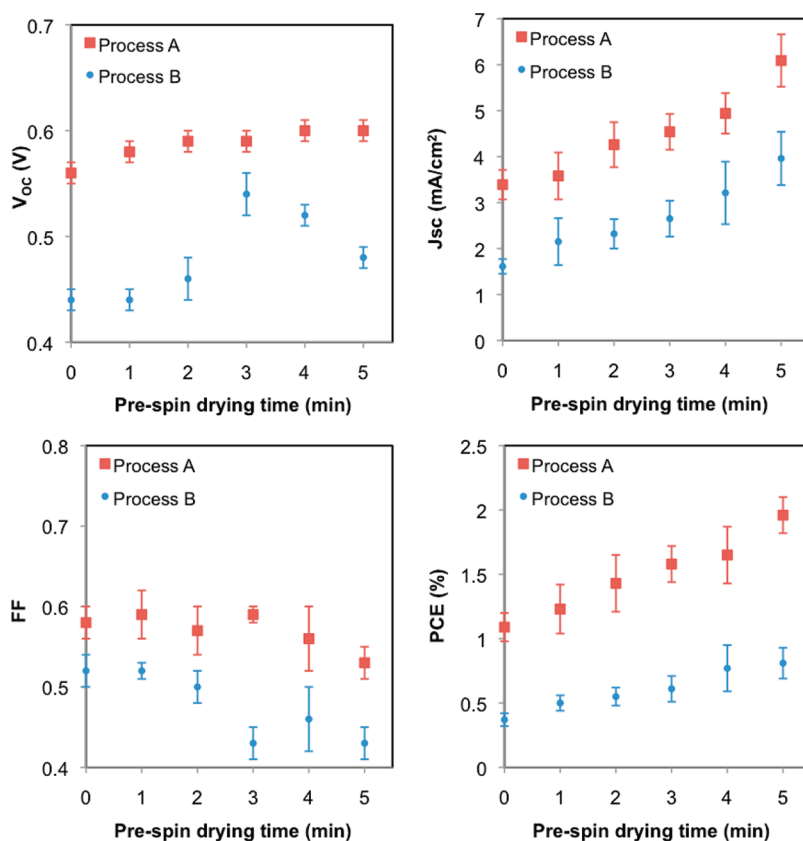 0.7
Process A
Process B
0.6
0.5
0.4
V_OC (V)
0 1 2 3 4 5
Pre-spin drying time (min)
7
Process A
6
Process B
5
4
3
2
1
0
Jsc (mA/cm²)
0 1 2 3 4 5
Pre-spin drying time (min)
0.8
Process A
Process B
0.7
0.6
0.5
0.4
FF
0 1 2 3 4 5
Pre-spin drying time (min)
2.5
Process A
Process B
2
1.5
1
0.5
0
PCE (%)
0 1 2 3 4 5
Pre-spin drying time (min)